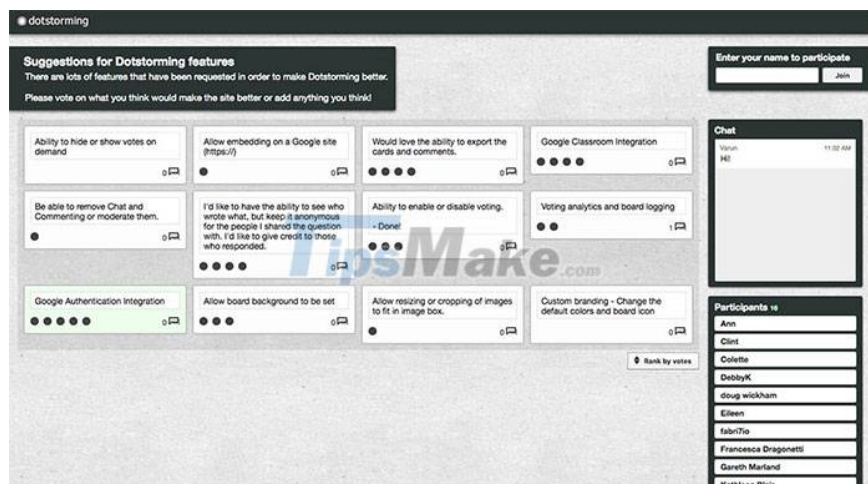 dotstorming
Suggestions for Dotstorming features
There are lots of features that have been requested in order to make Dotstorming better.
Please vote on what you think would make the site better or add anything you think!
Enter your name to participate
Join
Ability to hide or show votes on
demand
0
Allow embedding on a Google site
(https://)
0
Would love the ability to export the
cards and comments.
0
Google Classroom Integration
0
Be able to remove Chat and
Commenting or moderate them.
0
I'd like to have the ability to see who
wrote what, but keep it anonymous
for the people I shared the question
with. I'd like to give credit to those
who responded.
0
Ability to enable or disable voting.
- Done!
0
Voting analytics and board logging
1
Google Authentication Integration
0
Allow board background to be set
0
Allow resizing or cropping of images
to fit in image box.
0
Custom branding - Change the
default colors and board icon
0
Rank by votes
TipsMake.com
Chat
Varun 11:02 AM
Hi!
Participants 16
Ann
Clint
Colette
DebbyK
doug wickham
Eileen
fabri7io
Francesca Dragonetti
Gareth Marland